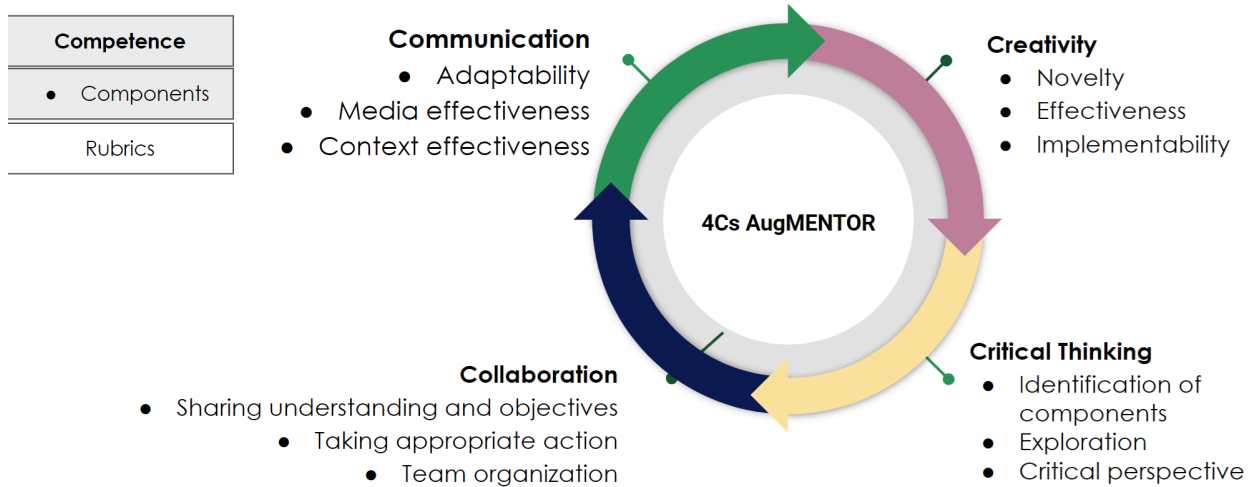 Competence
● Components
Rubrics
Communication
● Adaptability
● Media effectiveness
● Context effectiveness
Creativity
● Novelty
● Effectiveness
● Implementability
4Cs AugMENTOR
Collaboration
● Sharing understanding and objectives
● Taking appropriate action
● Team organization
Critical Thinking
● Identification of
components
● Exploration
● Critical perspective